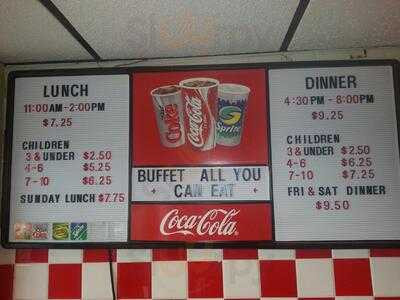 LUNCH
11:00AM-2:00PM
$7.25
CHILDREN
3 & UNDER $2.50
4-6 $5.25
7-10 $6.25
SUNDAY LUNCH $7.75
Diet Coke
Coca-Cola
Sprite
BUFFET ALL YOU
CAN EAT
Coca-Cola
DINNER
4:30PM-8:00PM
$9.25
CHILDREN
3 & UNDER $2.50
4-6 $6.25
7-10 $7.25
FRI & SAT DINNER
$9.50